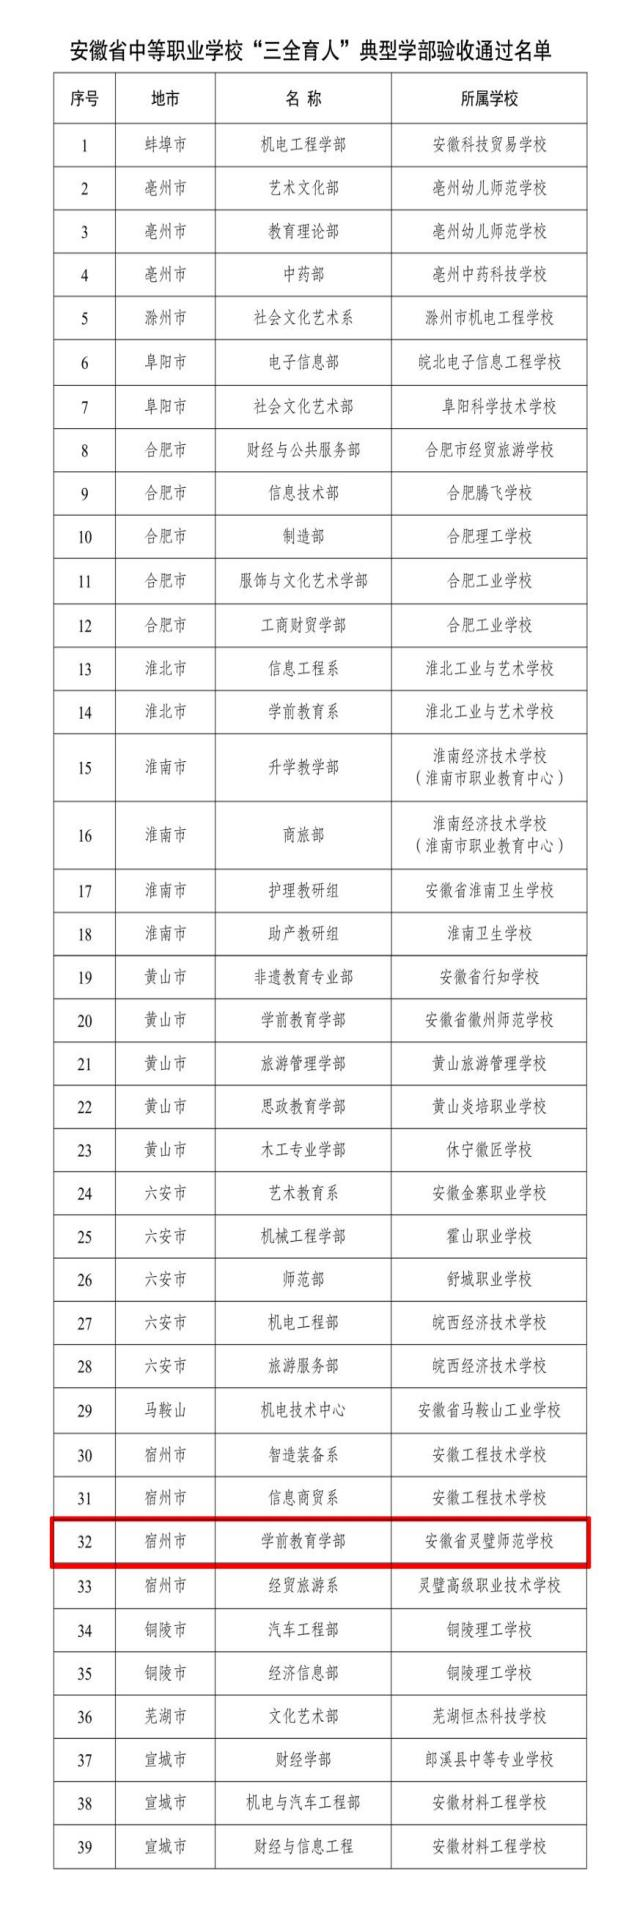 安徽省中等职业学校“三全育人”典型学部验收通过名单
序号 地市 名 称 所属学校
1 蚌埠市 机电工程学部 安徽科技贸易学校
2 亳州市 艺术文化部 亳州幼儿师范学校
3 亳州市 教育理论部 亳州幼儿师范学校
4 亳州市 中药部 亳州中药科技学校
5 滁州市 社会文化艺术系 滁州市机电工程学校
6 阜阳市 电子信息部 皖北电子信息工程学校
7 阜阳市 社会文化艺术部 阜阳科学技术学校
8 合肥市 财经与公共服务部 合肥市经贸旅游学校
9 合肥市 信息技术部 合肥腾飞学校
10 合肥市 制造部 合肥理工学校
11 合肥市 服饰与文化艺术学部 合肥工业学校
12 合肥市 工商财贸学部 合肥工业学校
13 淮北市 信息工程系 淮北工业与艺术学校
14 淮北市 学前教育系 淮北工业与艺术学校
15 淮南市 升学教学部 淮南经济技术学校
（淮南市职业教育中心）
16 淮南市 商旅部 淮南经济技术学校
（淮南市职业教育中心）
17 淮南市 护理教研组 安徽省淮南卫生学校
18 淮南市 助产教研组 淮南卫生学校
19 黄山市 非遗教育专业部 安徽省行知学校
20 黄山市 学前教育学部 安徽省徽州师范学校
21 黄山市 旅游管理学部 黄山旅游管理学校
22 黄山市 思政教育学部 黄山炎培职业学校
23 黄山市 木工专业学部 休宁徽匠学校
24 六安市 艺术教育系 安徽金寨职业学校
25 六安市 机械工程学部 霍山职业学校
26 六安市 师范部 舒城职业学校
27 六安市 机电工程部 皖西经济技术学校
28 六安市 旅游服务部 皖西经济技术学校
29 马鞍山 机电技术中心 安徽省马鞍山工业学校
30 宿州市 智造装备系 安徽工程技术学校
31 宿州市 信息商贸系 安徽工程技术学校
32 宿州市 学前教育学部 安徽省灵璧师范学校
33 宿州市 经贸旅游系 灵璧高级职业技术学校
34 铜陵市 汽车工程部 铜陵理工学校
35 铜陵市 经济信息部 铜陵理工学校
36 芜湖市 文化艺术部 芜湖恒杰科技学校
37 宣城市 财经学部 郎溪县中等专业学校
38 宣城市 机电与汽车工程部 安徽材料工程学校
39 宣城市 财经与信息工程 安徽材料工程学校